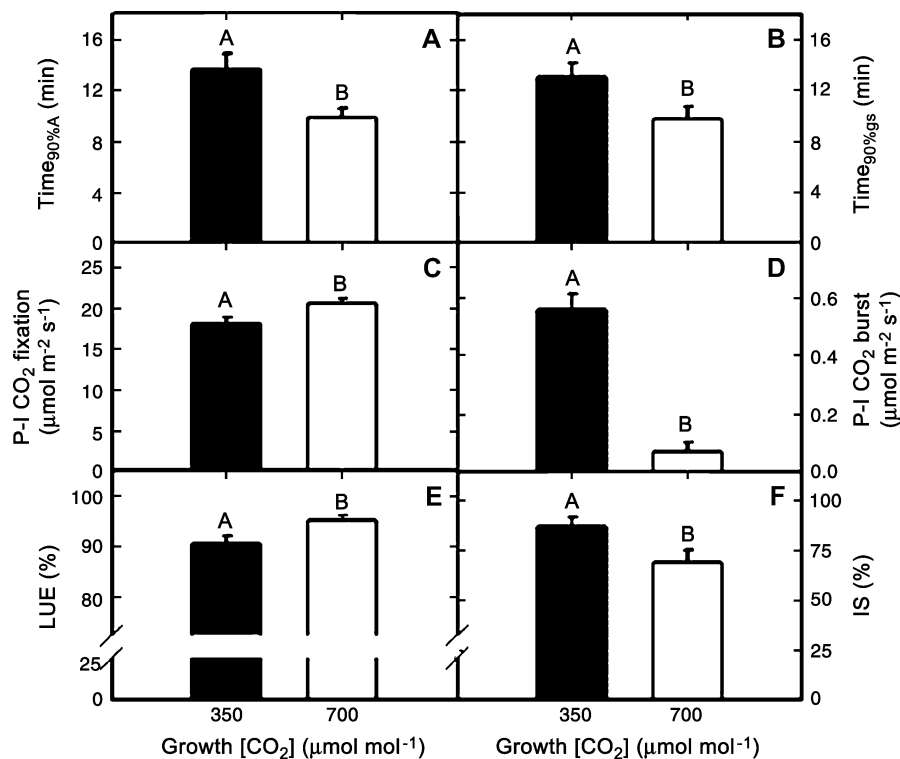 16
12
8
4
0
Time90%A (min)
A
B
A
16
12
8
4
0
Time90%gs (min)
A
B
B
25
20
15
10
5
0
P-I CO2 fixation
(μmol m-2 s-1)
A
B
C
0.6
0.4
0.2
0.0
P-I CO2 burst
(μmol m-2 s-1)
A
B
D
100
90
80
25
0
LUE (%)
A
B
E
100
75
50
25
0
IS (%)
A
B
F
350 700
Growth [CO2] (μmol mol-1)
350 700
Growth [CO2] (μmol mol-1)